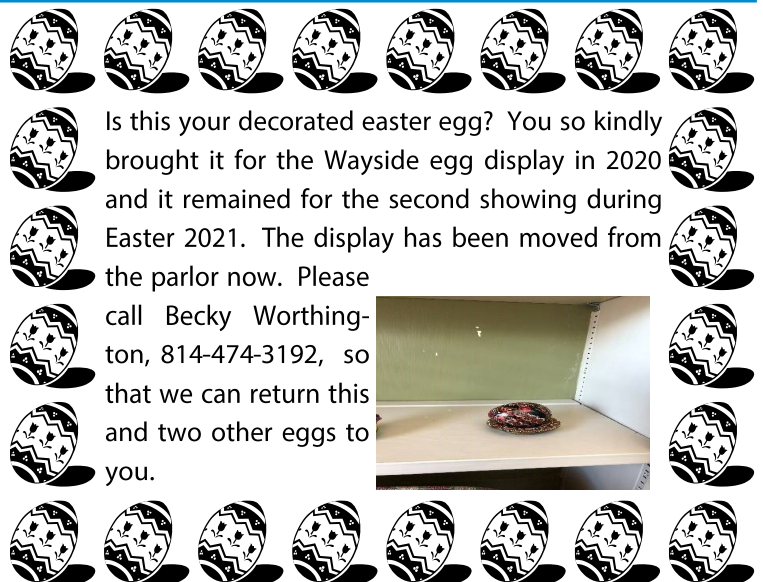 Is this your decorated easter egg? You so kindly
brought it for the Wayside egg display in 2020
and it remained for the second showing during
Easter 2021. The display has been moved from
the parlor now. Please
call Becky Worthing-
ton, 814-474-3192, so
that we can return this
and two other eggs to
you.